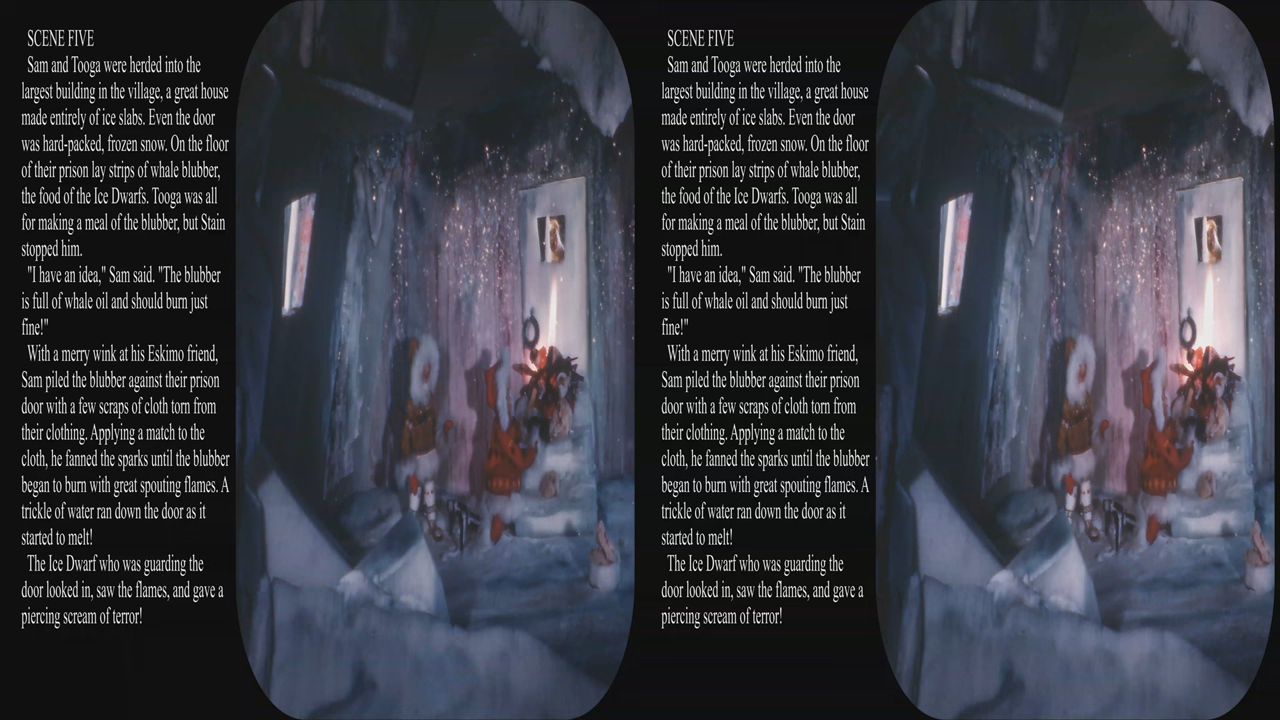 SCENE FIVE
Sam and Tooga were herded into the
largest building in the village, a great house
made entirely of ice slabs. Even the door
was hard-packed, frozen snow. On the floor
of their prison lay strips of whale blubber,
the food of the Ice Dwarfs. Tooga was all
for making a meal of the blubber, but Stain
stopped him.
"I have an idea," Sam said. "The blubber
is full of whale oil and should burn just
fine!"
With a merry wink at his Eskimo friend,
Sam piled the blubber against their prison
door with a few scraps of cloth torn from
their clothing. Applying a match to the
cloth, he fanned the sparks until the blubber
began to burn with great spouting flames. A
trickle of water ran down the door as it
started to melt!
The Ice Dwarf who was guarding the
door looked in, saw the flames, and gave a
piercing scream of terror!
SCENE FIVE
Sam and Tooga were herded into the
largest building in the village, a great house
made entirely of ice slabs. Even the door
was hard-packed, frozen snow. On the floor
of their prison lay strips of whale blubber,
the food of the Ice Dwarfs. Tooga was all
for making a meal of the blubber, but Stain
stopped him.
"I have an idea," Sam said. "The blubber
is full of whale oil and should burn just
fine!"
With a merry wink at his Eskimo friend,
Sam piled the blubber against their prison
door with a few scraps of cloth torn from
their clothing. Applying a match to the
cloth, he fanned the sparks until the blubber
began to burn with great spouting flames. A
trickle of water ran down the door as it
started to melt!
The Ice Dwarf who was guarding the
door looked in, saw the flames, and gave a
piercing scream of terror!